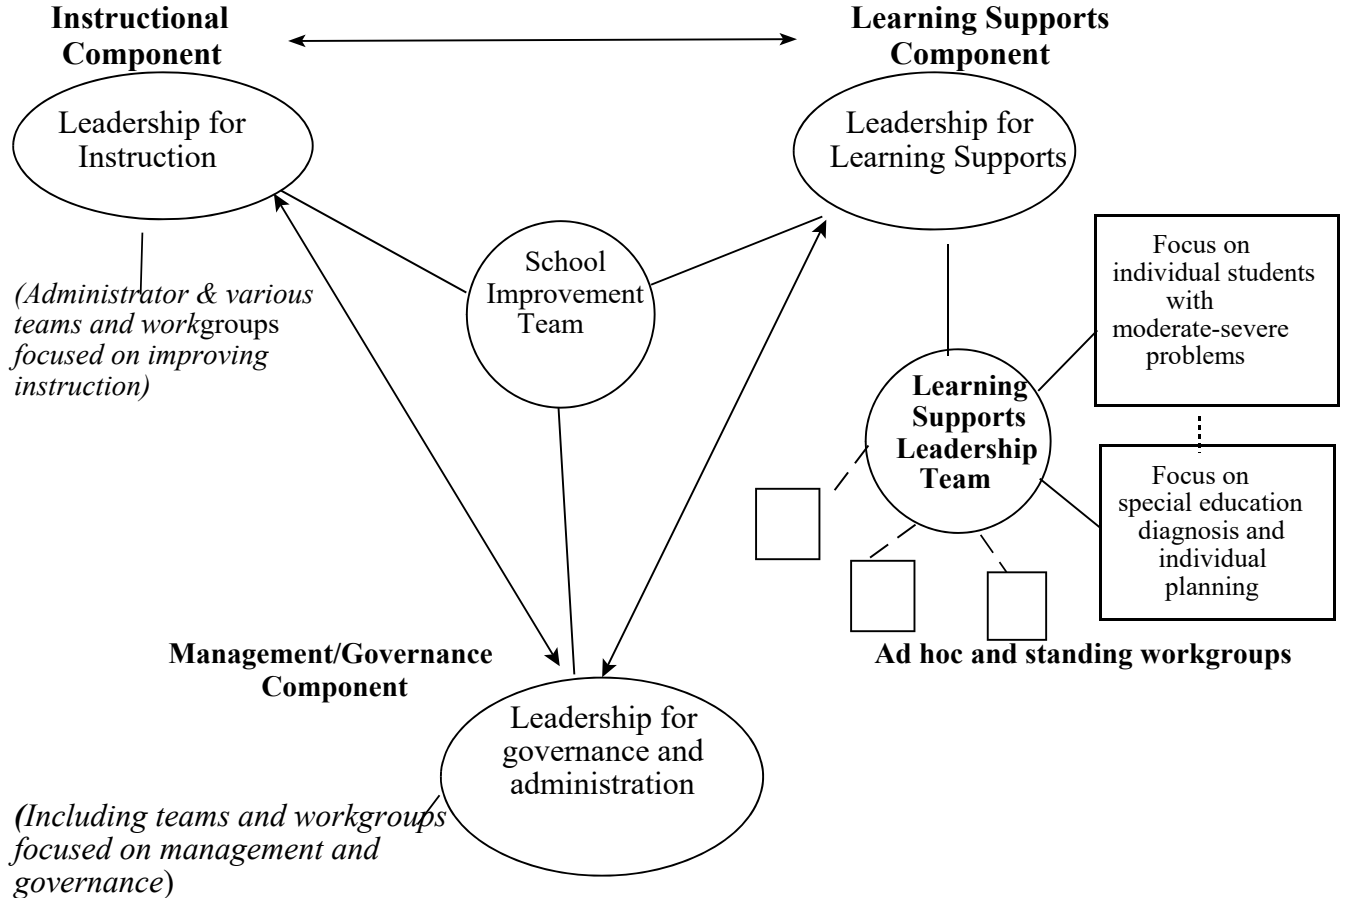 Instructional
Component
Learning Supports
Component
Leadership for
Instruction
Leadership for
Learning Supports
School
Improvement
Team
(Administrator & various
teams and workgroups
focused on improving
instruction)
Focus on
individual students
with
moderate-severe
problems
Learning
Supports
Leadership
Team
Focus on
special education
diagnosis and
individual
planning
Management/Governance
Component
Ad hoc and standing workgroups
Leadership for
governance and
administration
(Including teams and workgroups
focused on management and
governance)